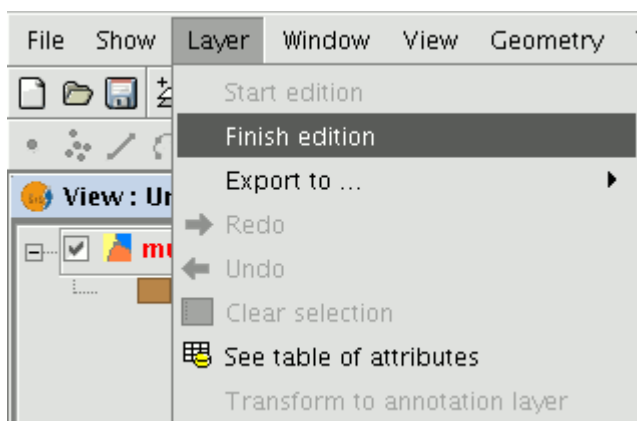 File Show Layer Window View Geometry
Start edition
Finish edition
Export to ...
View : Un
Redo
mu
Undo
Clear selection
See table of attributes
Transform to annotation layer